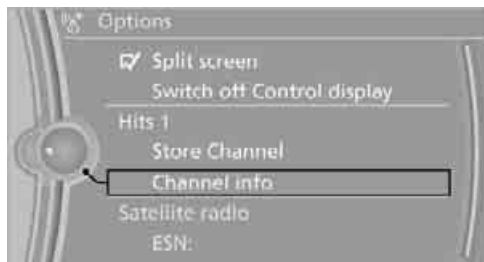 Options
Split screen
Switch off Control display
Hits 1
Store Channel
Channel info
Satellite radio
ESN: